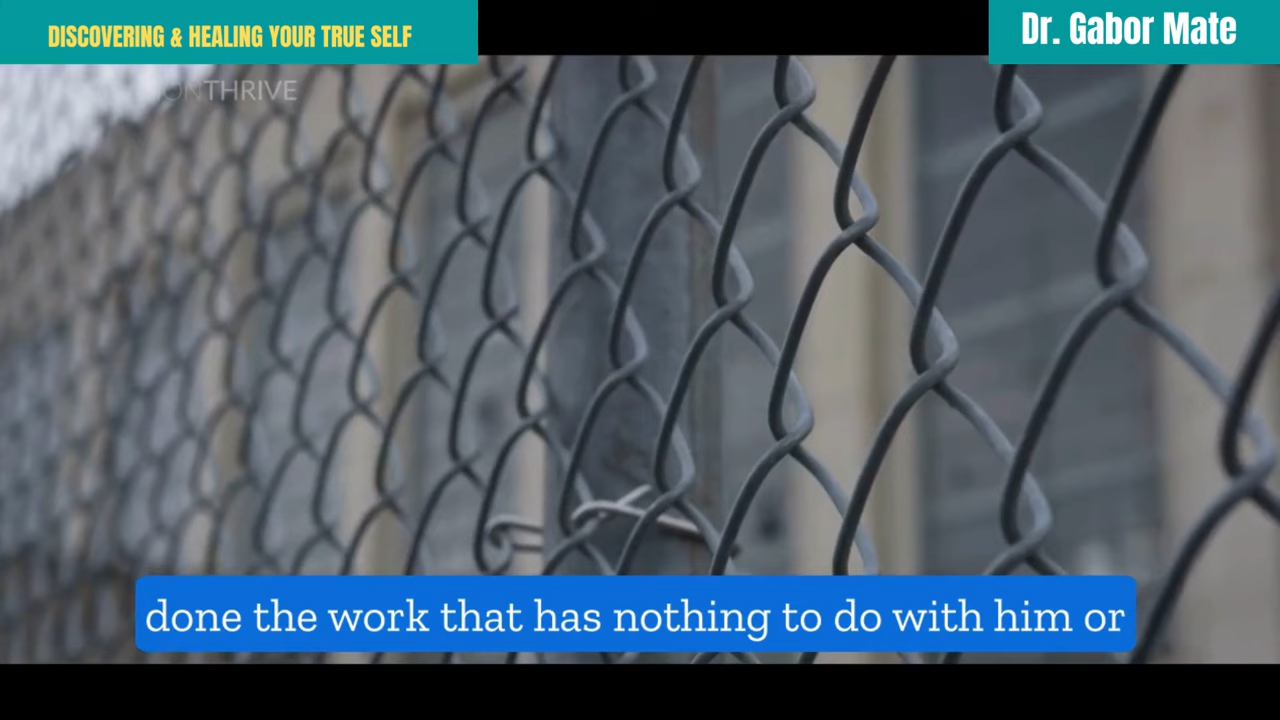 DISCOVERING & HEALING YOUR TRUE SELF
Dr. Gabor Mate
THRIVE
done the work that has nothing to do with him or